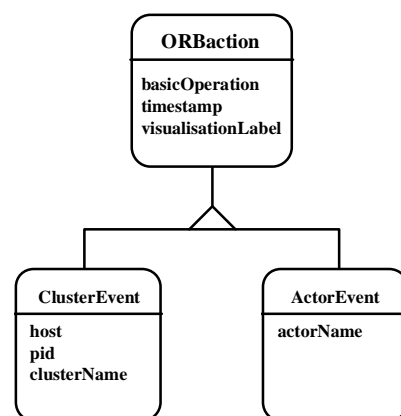 ORBaction
basicOperation
timestamp
visualisationLabel
ClusterEvent
host
pid
clusterName
ActorEvent
actorName